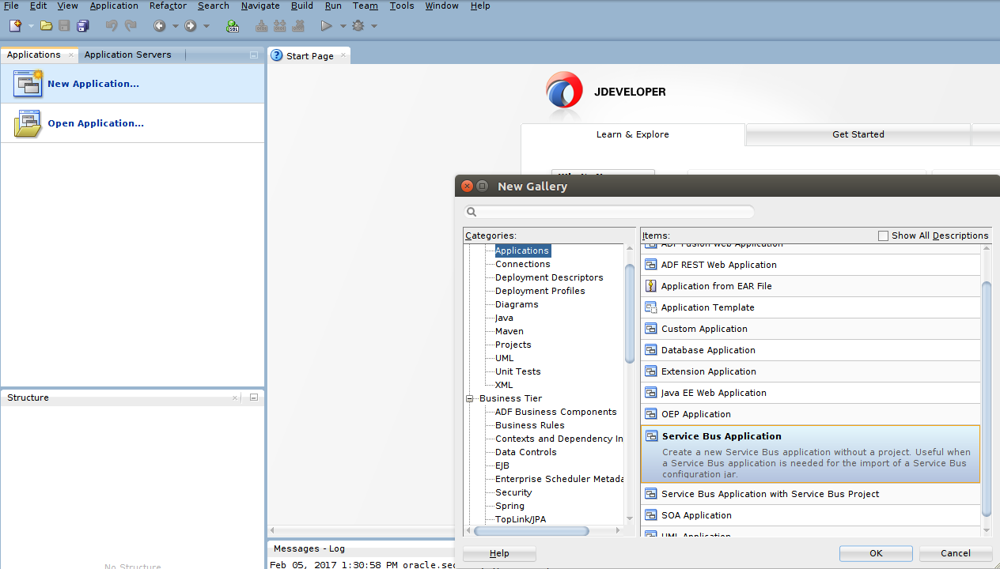 File Edit View Application Refactor Search Navigate Build Run Team Tools Window Help
SQL
Applications Application Servers
Start Page
New Application...
Open Application...
JDEVELOPER
Learn & Explore Get Started
New Gallery
Categories:
Applications
Connections
Deployment Descriptors
Deployment Profiles
Diagrams
Java
Maven
Projects
UML
Unit Tests
XML
Business Tier
ADF Business Components
Business Rules
Contexts and Dependency In
Data Controls
EJB
Enterprise Scheduler Metada
Security
Spring
TopLink/JPA
Items:
Show All Descriptions
ADF Fusion Web Application
ADF REST Web Application
Application from EAR File
Application Template
Custom Application
Database Application
Extension Application
Java EE Web Application
OEP Application
Service Bus Application
Create a new Service Bus application without a project. Useful when
a Service Bus application is needed for the import of a Service Bus
configuration jar.
Service Bus Application with Service Bus Project
SOA Application
UML Application
Help OK Cancel
Structure
No Structure
Messages - Log
Feb 05, 2017 1:30:58 PM oracle.sec